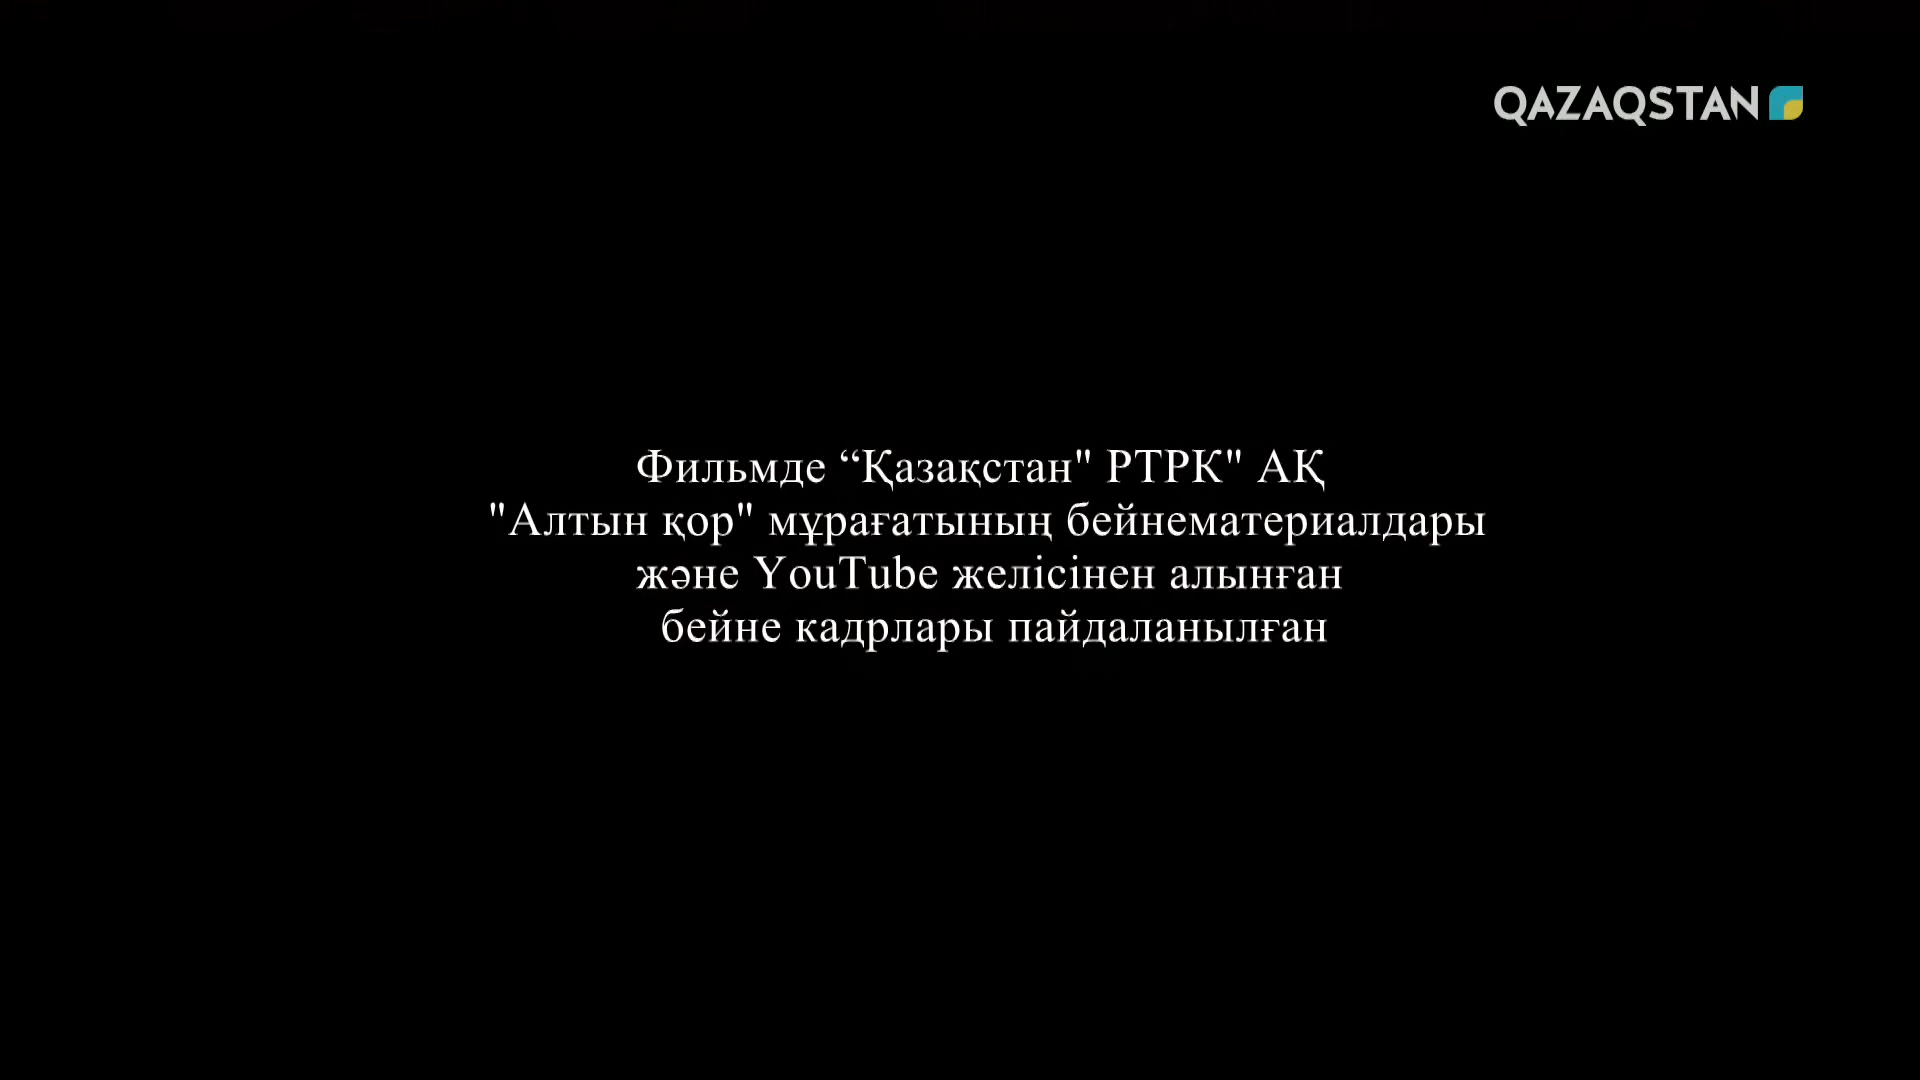 QAZAQSTAN
Фильмде “Қазақстан" РТРК" АҚ
"Алтын қор" мұрағатының бейнематериалдары
және YouTube желісінен алынған
бейне кадрлары пайдаланылған